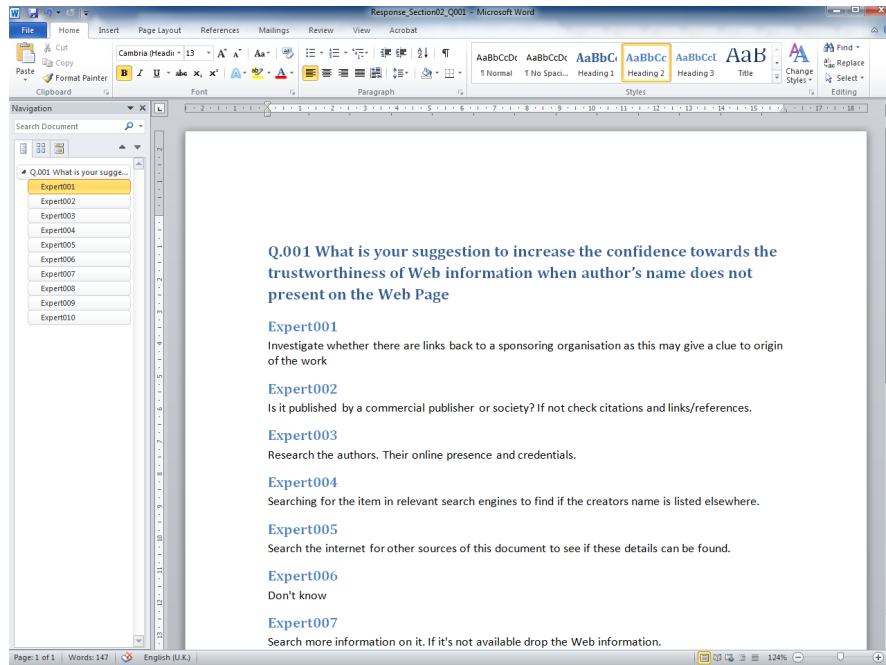 Response_Section02_Q001 - Microsoft Word
File Home Insert Page Layout References Mailings Review View Acrobat
Cut
Copy
Format Painter
Paste
Clipboard
Cambria (Headin 13
B I U abc x, x²
Font
Paragraph
AaBbCcDc AaBbCcDc AaBbC AaBbCc AaBbCcI AaB
¶ Normal ¶ No Spaci... Heading 1 Heading 2 Heading 3 Title
Change Styles
Styles
Find
Replace
Select
Editing
Navigation
Search Document
Q.001 What is your sugge...
Expert001
Expert002
Expert003
Expert004
Expert005
Expert006
Expert007
Expert008
Expert009
Expert010
Q.001 What is your suggestion to increase the confidence towards the
trustworthiness of Web information when author’s name does not
present on the Web Page
Expert001
Investigate whether there are links back to a sponsoring organisation as this may give a clue to origin
of the work
Expert002
Is it published by a commercial publisher or society? If not check citations and links/references.
Expert003
Research the authors. Their online presence and credentials.
Expert004
Searching for the item in relevant search engines to find if the creators name is listed elsewhere.
Expert005
Search the internet for other sources of this document to see if these details can be found.
Expert006
Don't know
Expert007
Search more information on it. If it's not available drop the Web information.
Page: 1 of 1 Words: 147 English (U.K.) 124%